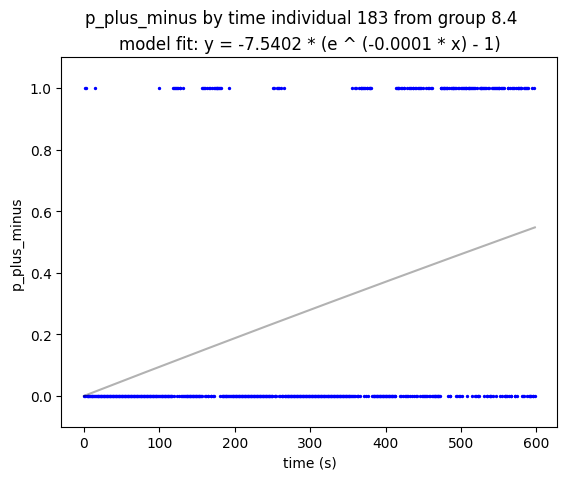 p_plus_minus by time individual 183 from group 8.4
model fit: y = -7.5402 * (e ^ (-0.0001 * x) - 1)
1.0
0.8
0.6
0.4
0.2
0.0
p_plus_minus
0 100 200 300 400 500 600
time (s)